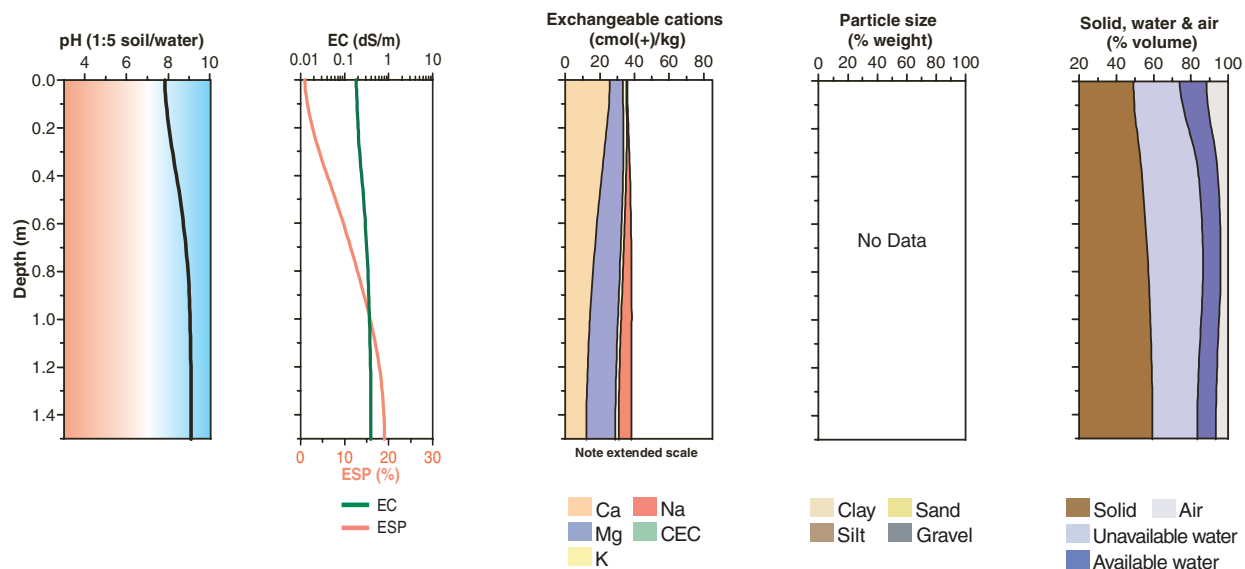 pH (1:5 soil/water)
4 6 8 10
Depth (m)
0.0
0.2
0.4
0.6
0.8
1.0
1.2
1.4
EC (dS/m)
0.01 0.1 1 10
0 10 20 30
ESP (%)
EC
ESP
Exchangeable cations
(cmol(+)/kg)
0 20 40 60 80
Note extended scale
Ca Na
Mg CEC
K
Particle size
(% weight)
0 20 40 60 80 100
No Data
Clay Sand
Silt Gravel
Solid, water & air
(% volume)
20 40 60 80 100
Solid Air
Unavailable water
Available water